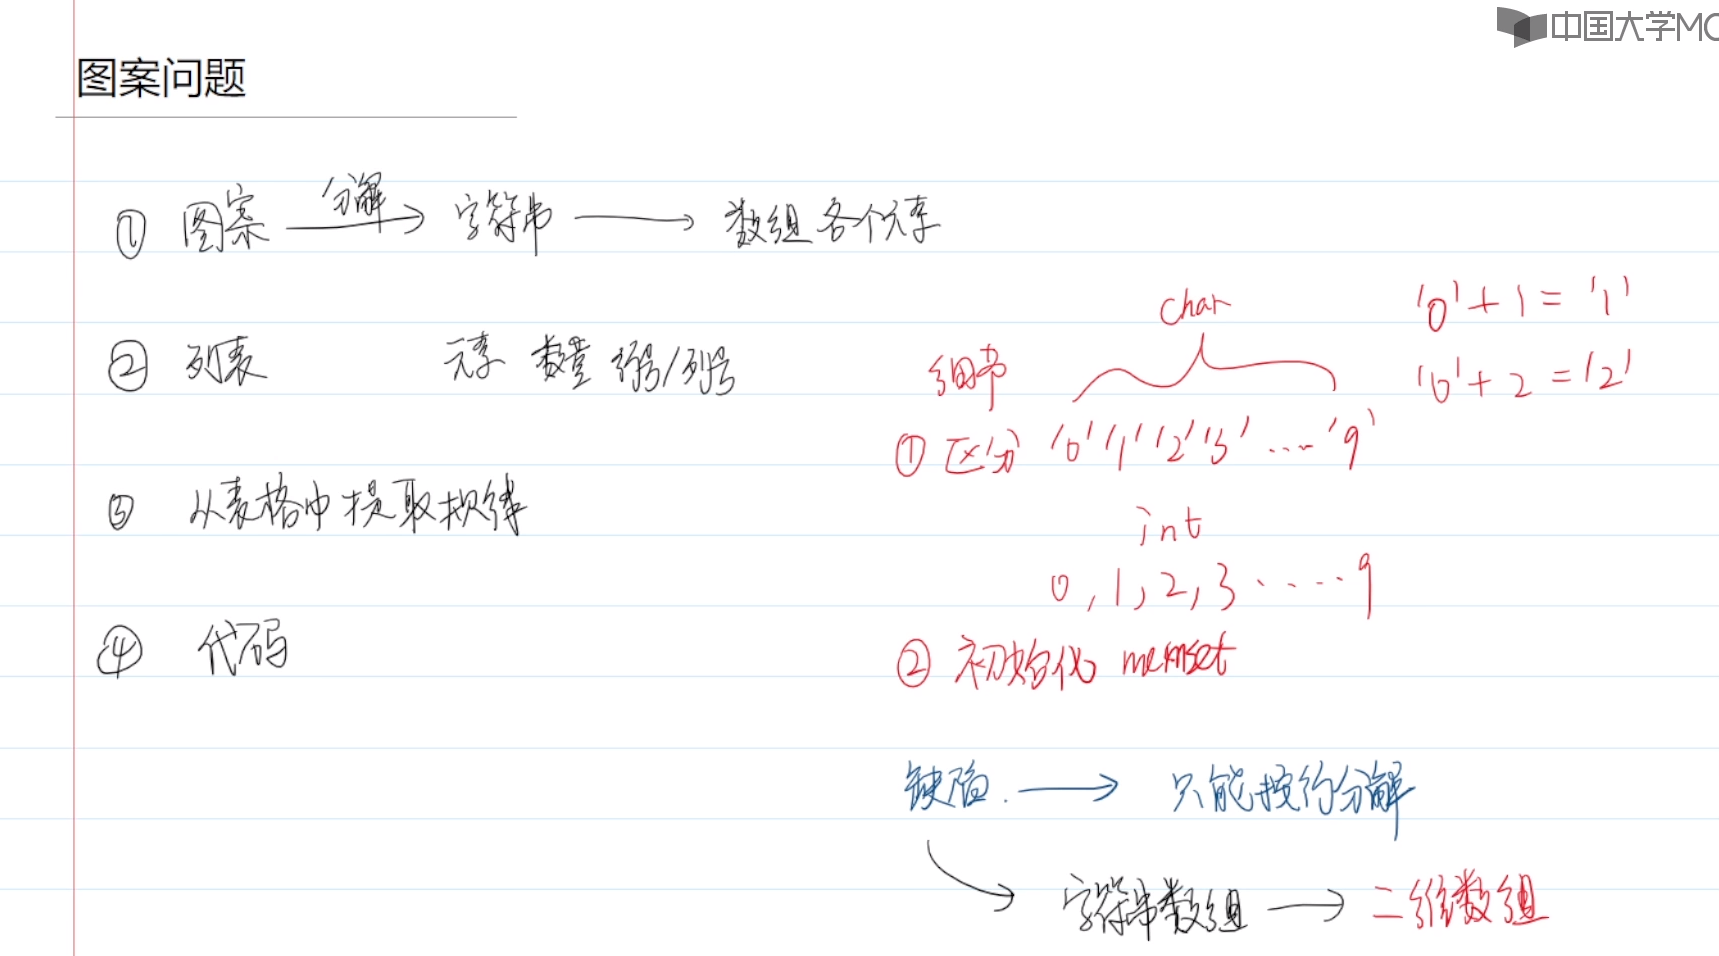 中国大学MO
图案问题
① 图案 分解→ 字符串 → 数组各个元素
② 列表 元素 数量 行号/列号
③ 从表格中提取规律
④ 代码
细节
char
① 区分 '0' '1' '2' '3' ... '9'
int
0, 1, 2, 3 ..... 9
'0' + 1 = '1'
'0' + 2 = '2'
② 初始化 memset
缺陷. → 只能按行分解
字符串数组 → 二维数组